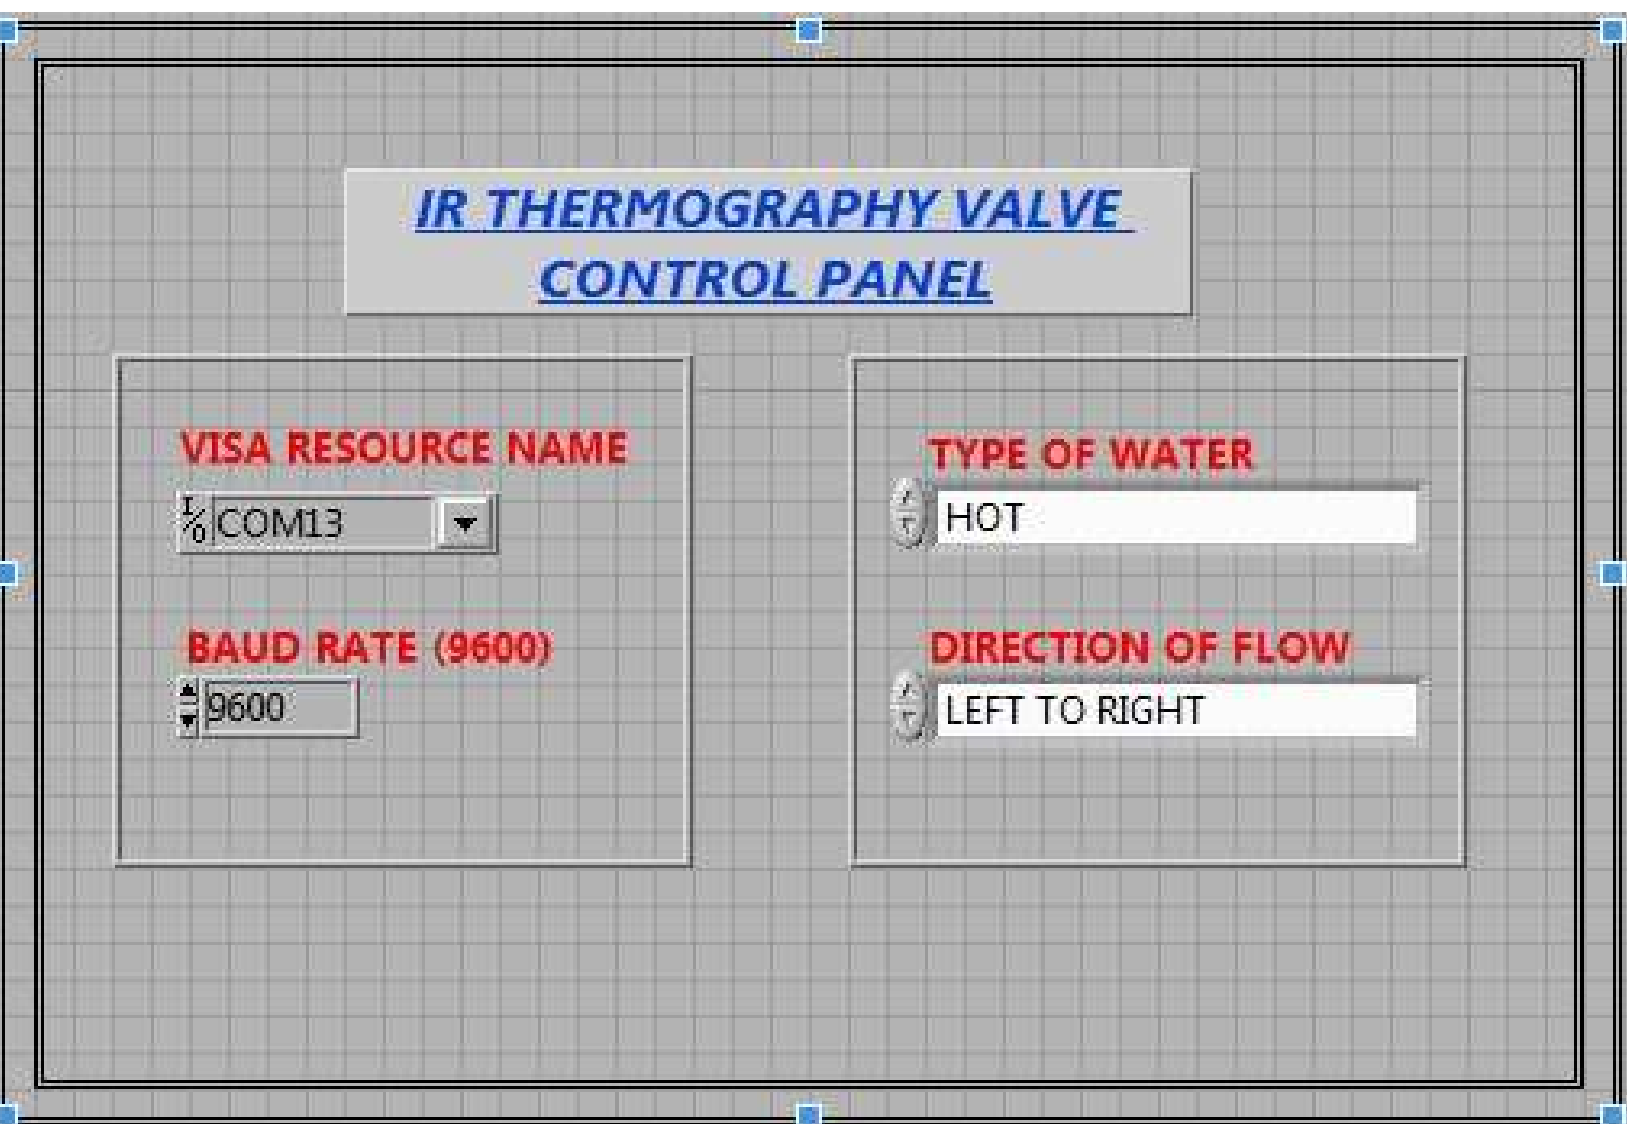 IR THERMOGRAPHY VALVE
CONTROL PANEL
VISA RESOURCE NAME
I/O COM13
BAUD RATE (9600)
9600
TYPE OF WATER
HOT
DIRECTION OF FLOW
LEFT TO RIGHT